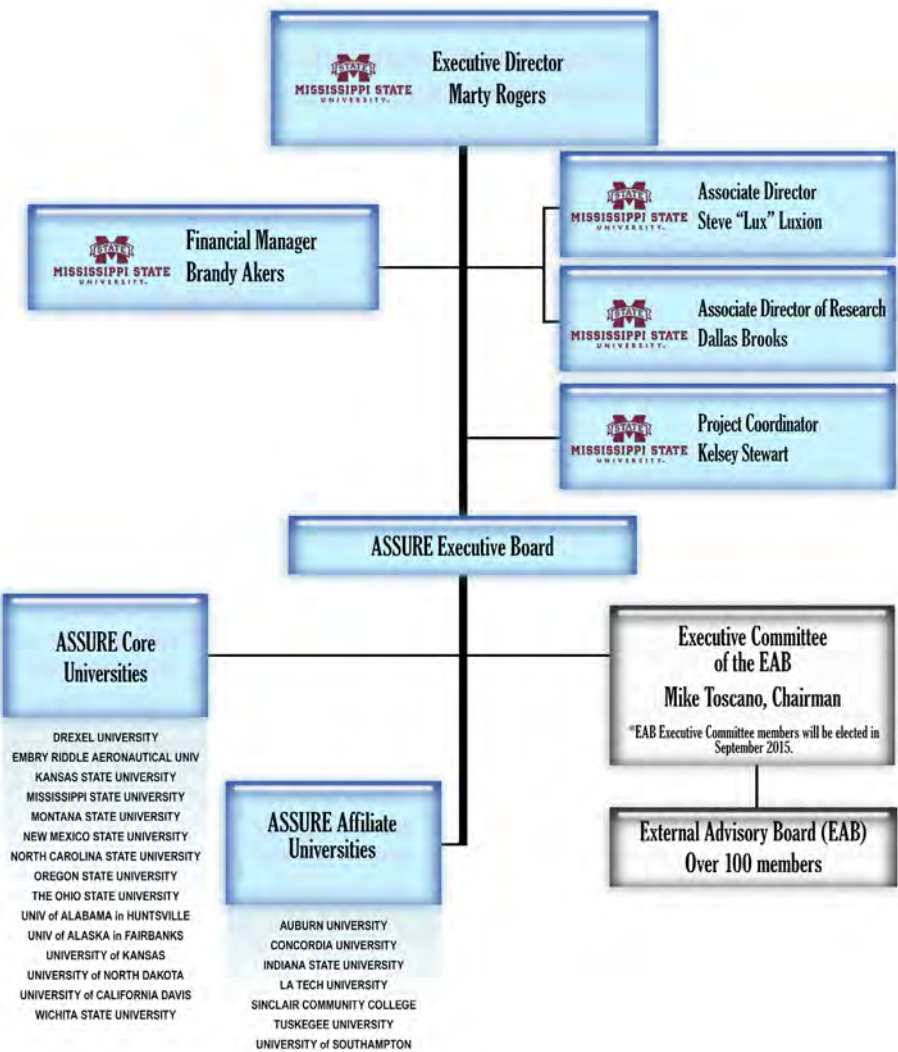 STATE
MISSISSIPPI STATE
UNIVERSITY™
Executive Director
Marty Rogers
STATE
MISSISSIPPI STATE
UNIVERSITY™
Financial Manager
Brandy Akers
STATE
MISSISSIPPI STATE
UNIVERSITY™
Associate Director
Steve “Lux” Luxion
STATE
MISSISSIPPI STATE
UNIVERSITY™
Associate Director of Research
Dallas Brooks
STATE
MISSISSIPPI STATE
UNIVERSITY™
Project Coordinator
Kelsey Stewart
ASSURE Executive Board
ASSURE Core
Universities
DREXEL UNIVERSITY
EMBRY RIDDLE AERONAUTICAL UNIV
KANSAS STATE UNIVERSITY
MISSISSIPPI STATE UNIVERSITY
MONTANA STATE UNIVERSITY
NEW MEXICO STATE UNIVERSITY
NORTH CAROLINA STATE UNIVERSITY
OREGON STATE UNIVERSITY
THE OHIO STATE UNIVERSITY
UNIV of ALABAMA in HUNTSVILLE
UNIV of ALASKA in FAIRBANKS
UNIVERSITY of KANSAS
UNIVERSITY of NORTH DAKOTA
UNIVERSITY of CALIFORNIA DAVIS
WICHITA STATE UNIVERSITY
ASSURE Affiliate
Universities
AUBURN UNIVERSITY
CONCORDIA UNIVERSITY
INDIANA STATE UNIVERSITY
LA TECH UNIVERSITY
SINCLAIR COMMUNITY COLLEGE
TUSKEGEE UNIVERSITY
UNIVERSITY of SOUTHAMPTON
Executive Committee
of the EAB
Mike Toscano, Chairman
*EAB Executive Committee members will be elected in
September 2015.
External Advisory Board (EAB)
Over 100 members